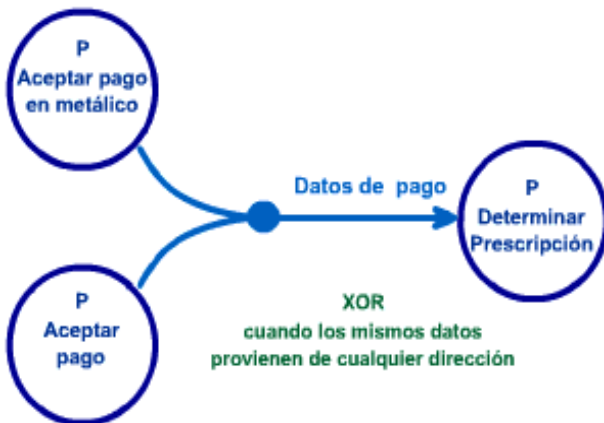 P
Aceptar pago
en metálico
Datos de pago
P
Determinar
Prescripción
P
Aceptar
pago
XOR
cuando los mismos datos
provienen de cualquier dirección